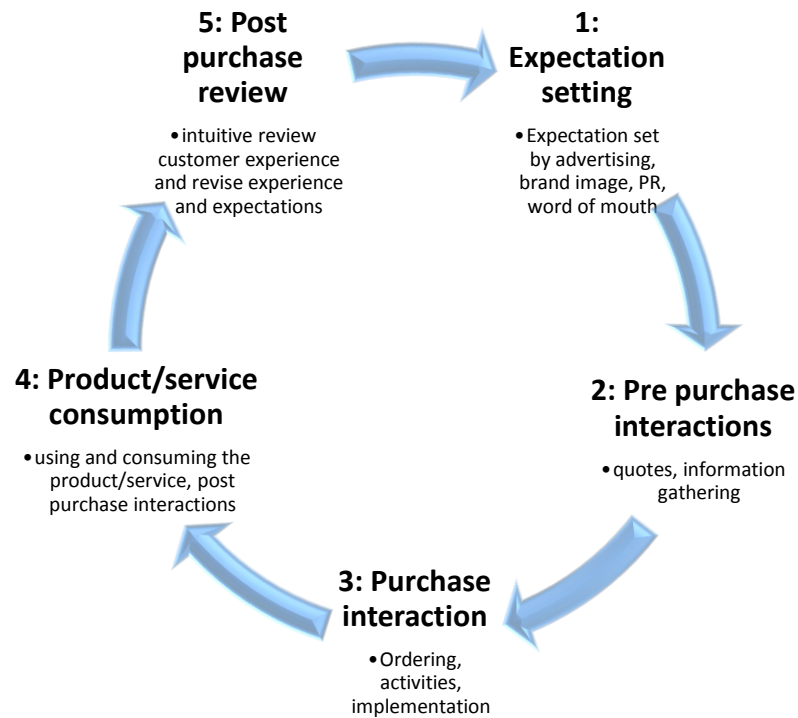 1:
Expectation
setting
•Expectation set
by advertising,
brand image, PR,
word of mouth
2: Pre purchase
interactions
•quotes, information
gathering
3: Purchase
interaction
•Ordering,
activities,
implementation
4: Product/service
consumption
•using and consuming the
product/service, post
purchase interactions
5: Post
purchase
review
•intuitive review
customer experience
and revise experience
and expectations